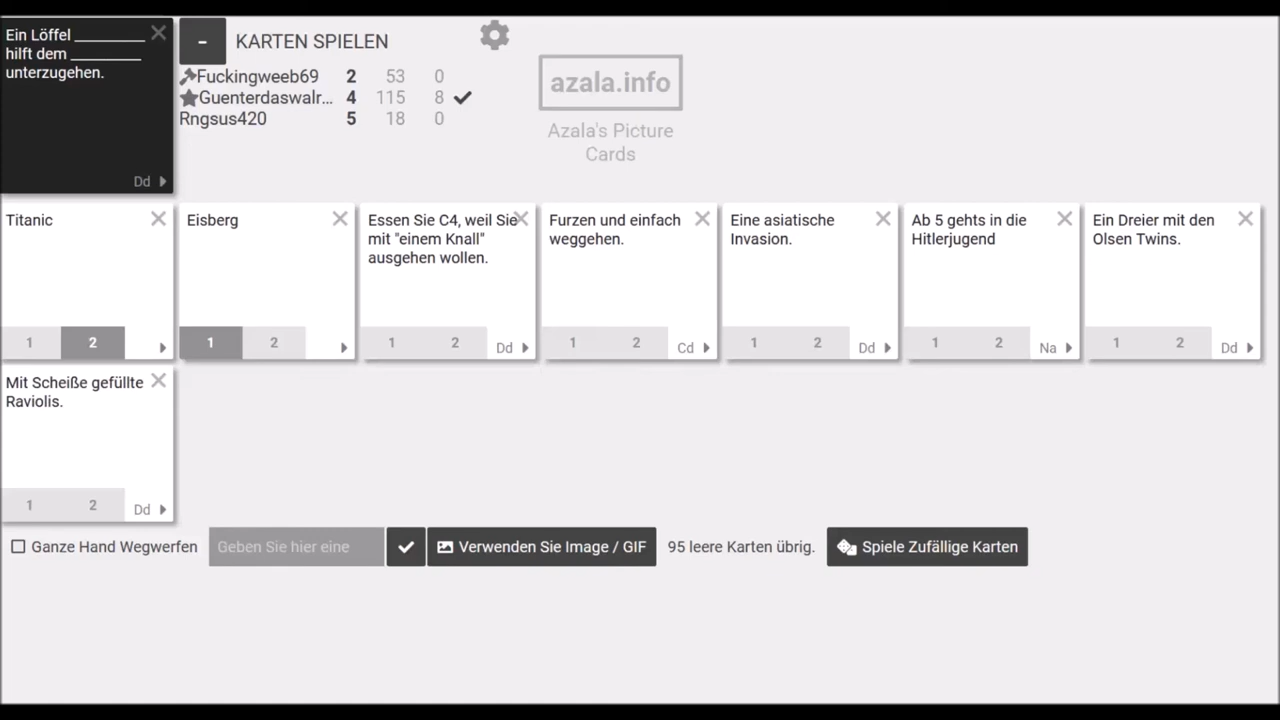 Ein Löffel __________
hilft dem __________
unterzugehen.
Dd
-
KARTEN SPIELEN
Fuckingweeb69 2 53 0
Guenterdaswalr... 4 115 8
Rngsus420 5 18 0
azala.info
Azala's Picture
Cards
Titanic
1 2
Eisberg
1 2
Essen Sie C4, weil Sie
mit "einem Knall"
ausgehen wollen.
1 2 Dd
Furzen und einfach
weggehen.
1 2 Cd
Eine asiatische
Invasion.
1 2 Dd
Ab 5 gehts in die
Hitlerjugend
1 2 Na
Ein Dreier mit den
Olsen Twins.
1 2 Dd
Mit Scheiße gefüllte
Raviolis.
1 2 Dd
Ganze Hand Wegwerfen
Geben Sie hier eine
Verwenden Sie Image / GIF
95 leere Karten übrig.
Spiele Zufällige Karten